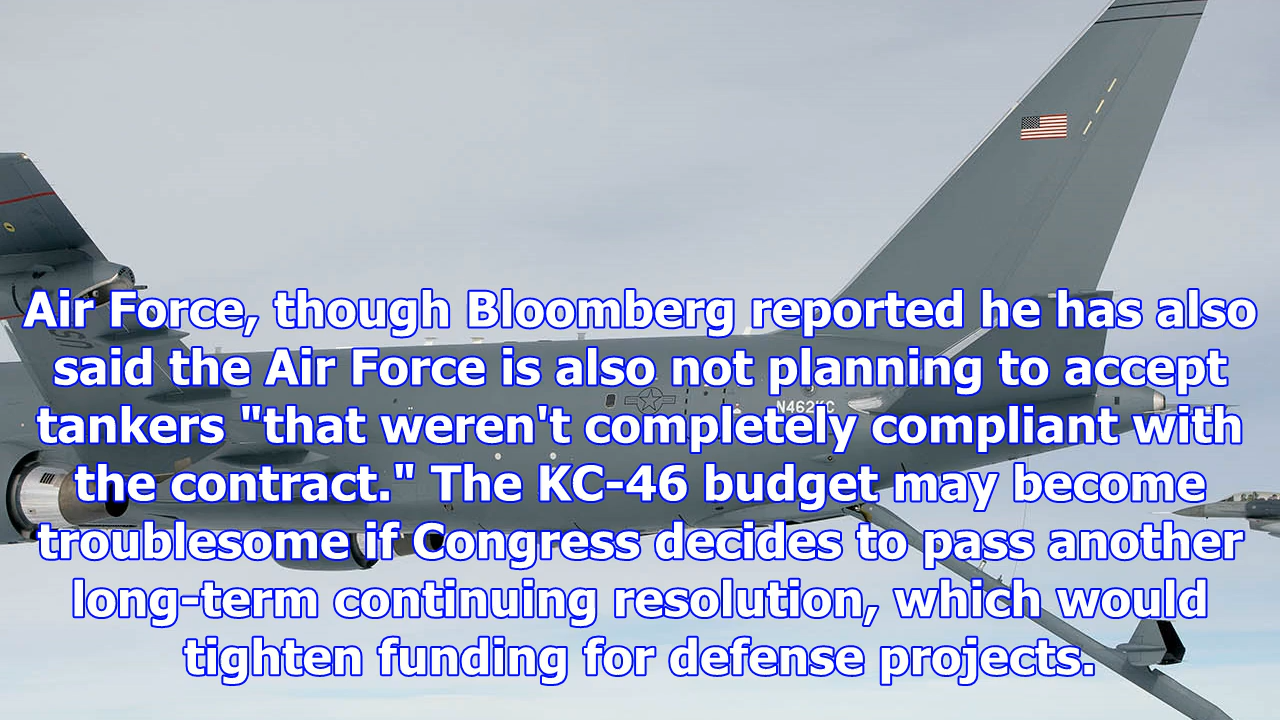 Air Force, though Bloomberg reported he has also
said the Air Force is also not planning to accept
tankers "that weren't completely compliant with
the contract." The KC-46 budget may become
troublesome if Congress decides to pass another
long-term continuing resolution, which would
tighten funding for defense projects.
N462KC